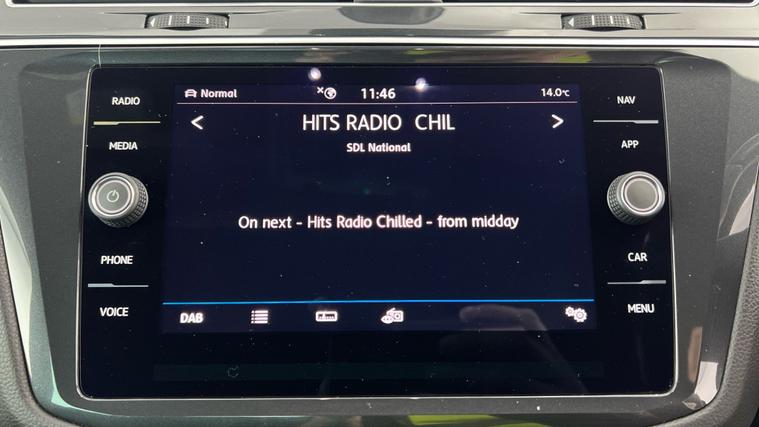 Normal 11:46 14.0°C
HITS RADIO CHIL
SDL National
On next - Hits Radio Chilled - from midday
DAB
RADIO
MEDIA
PHONE
VOICE
NAV
APP
CAR
MENU